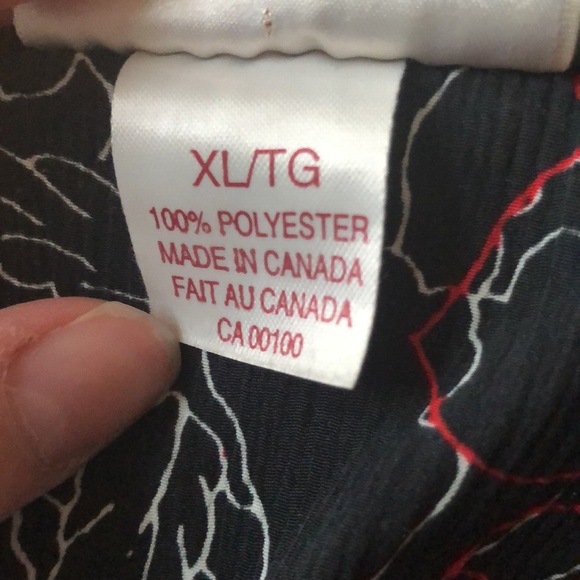 XL/TG
100% POLYESTER
MADE IN CANADA
FAIT AU CANADA
CA 00100